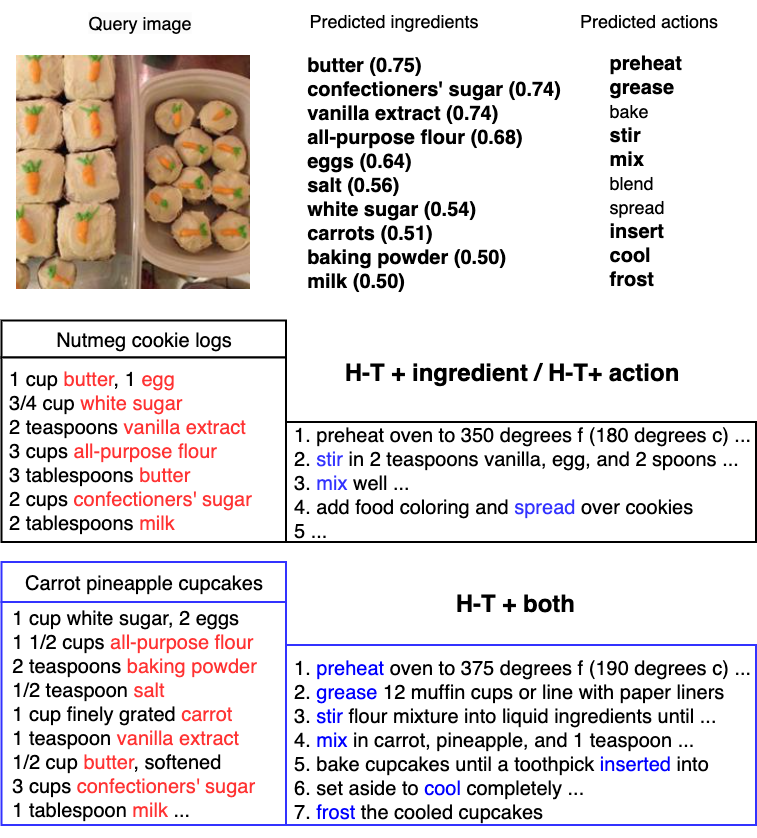 Query image
Predicted ingredients
Predicted actions
butter (0.75)
confectioners' sugar (0.74)
vanilla extract (0.74)
all-purpose flour (0.68)
eggs (0.64)
salt (0.56)
white sugar (0.54)
carrots (0.51)
baking powder (0.50)
milk (0.50)
preheat
grease
bake
stir
mix
blend
spread
insert
cool
frost
Nutmeg cookie logs
1 cup butter, 1 egg
3/4 cup white sugar
2 teaspoons vanilla extract
3 cups all-purpose flour
3 tablespoons butter
2 cups confectioners' sugar
2 tablespoons milk
H-T + ingredient / H-T+ action
1. preheat oven to 350 degrees f (180 degrees c) ...
2. stir in 2 teaspoons vanilla, egg, and 2 spoons ...
3. mix well ...
4. add food coloring and spread over cookies
5 ...
Carrot pineapple cupcakes
1 cup white sugar, 2 eggs
1 1/2 cups all-purpose flour
2 teaspoons baking powder
1/2 teaspoon salt
1 cup finely grated carrot
1 teaspoon vanilla extract
1/2 cup butter, softened
3 cups confectioners' sugar
1 tablespoon milk ...
H-T + both
1. preheat oven to 375 degrees f (190 degrees c) ...
2. grease 12 muffin cups or line with paper liners
3. stir flour mixture into liquid ingredients until ...
4. mix in carrot, pineapple, and 1 teaspoon ...
5. bake cupcakes until a toothpick inserted into
6. set aside to cool completely ...
7. frost the cooled cupcakes